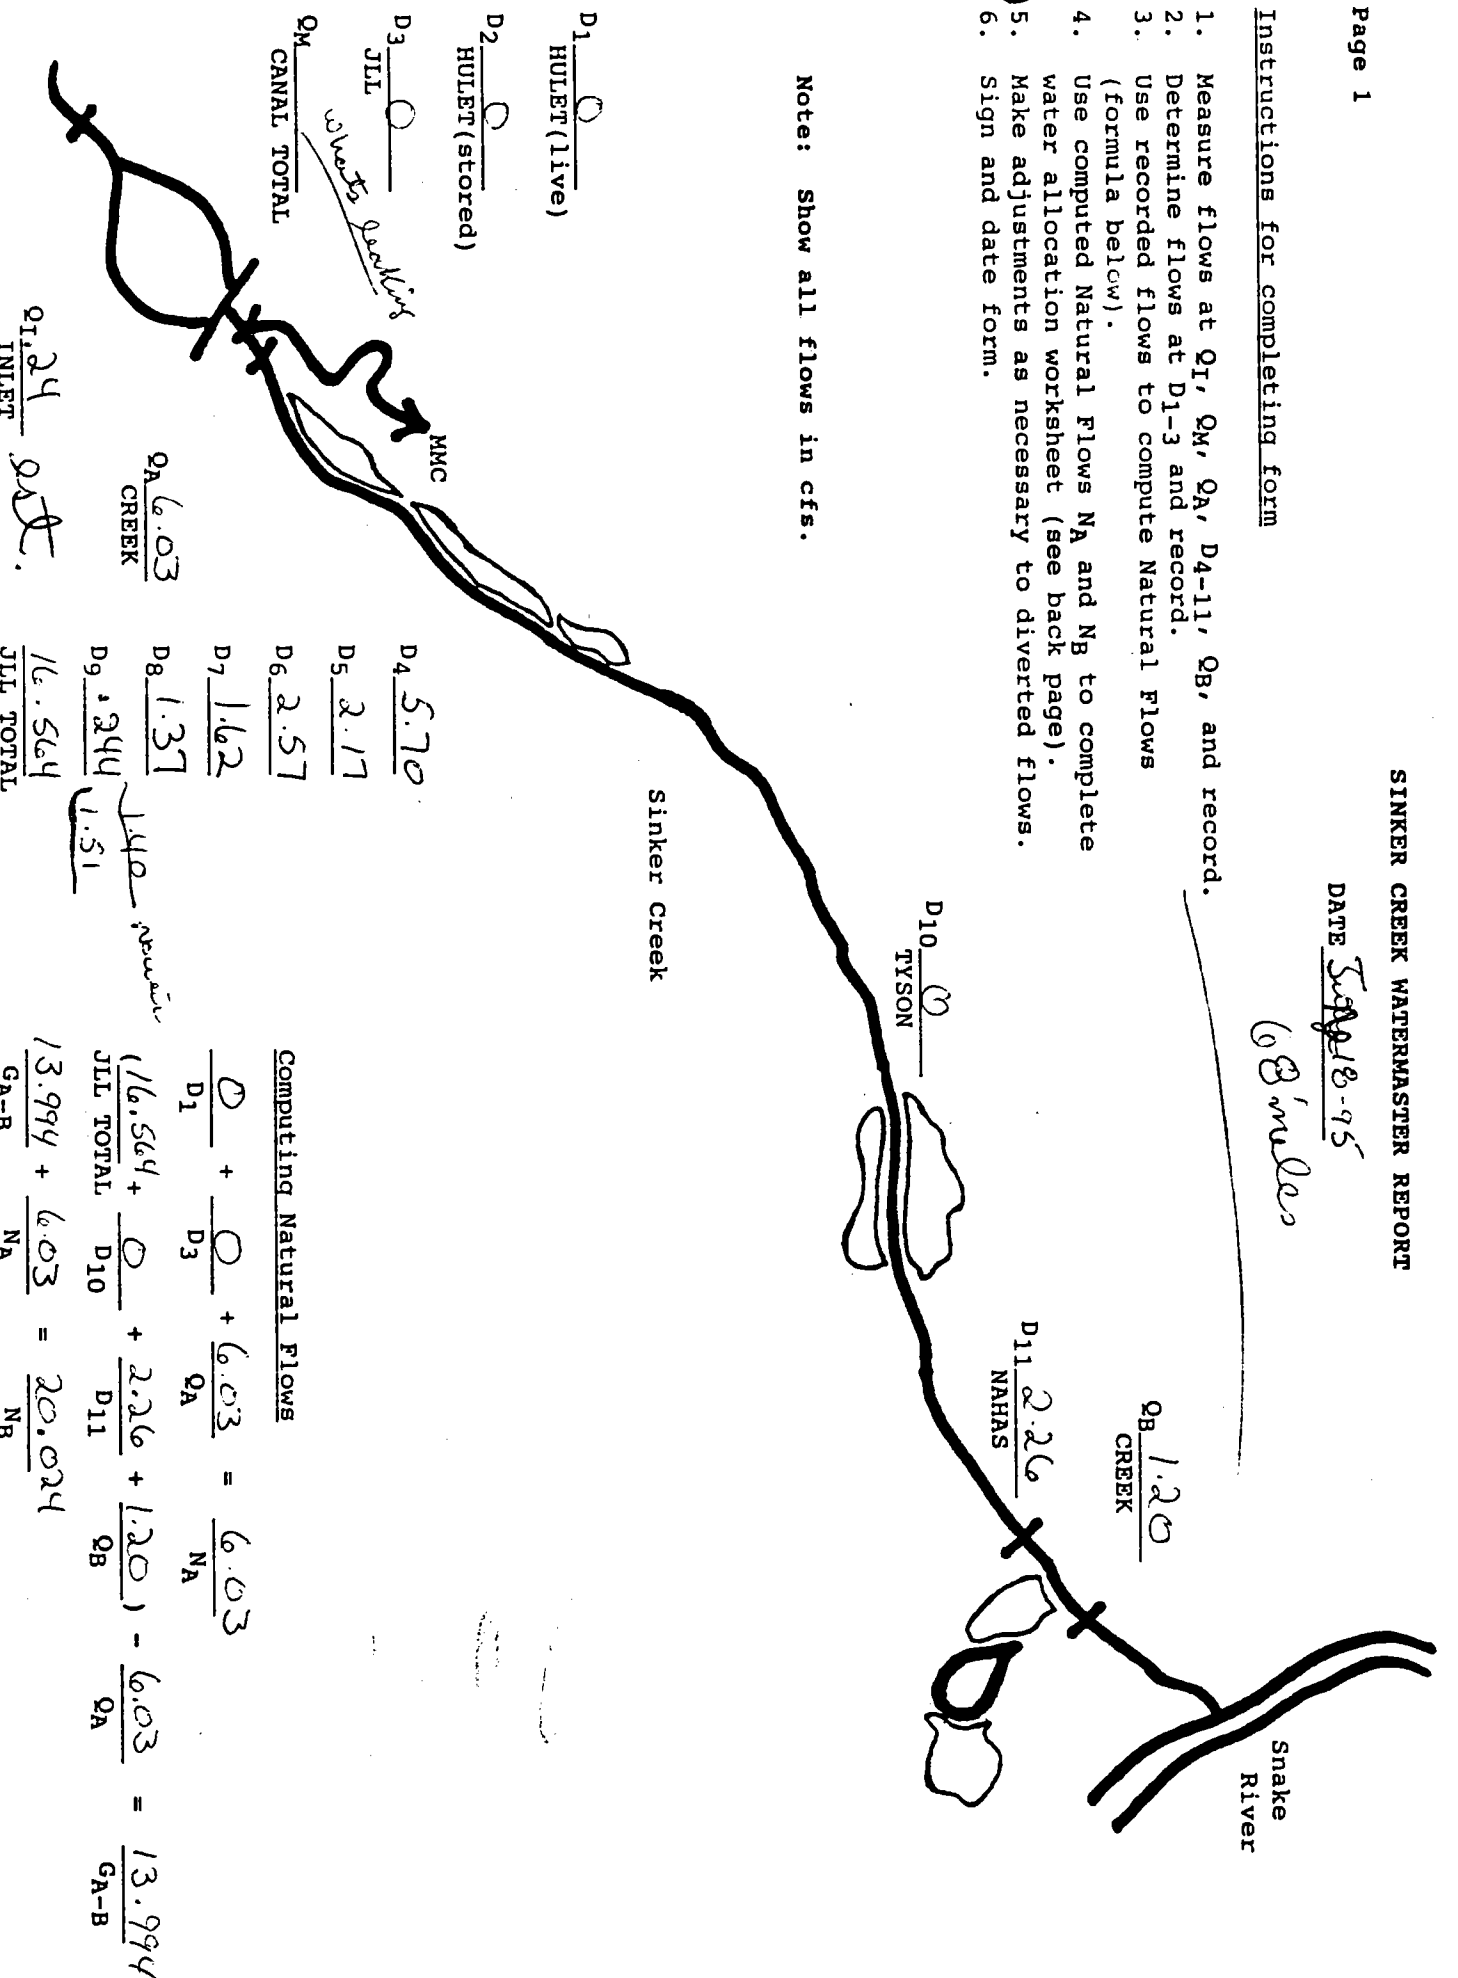 Page 1
SINKER CREEK WATERMASTER REPORT
DATE 18-95
68 miles
Instructions for completing form
1. Measure flows at QI, QM, QA, D4-11, QB, and record.
2. Determine flows at D1-3 and record.
3. Use recorded flows to compute Natural Flows
(formula below).
4. Use computed Natural Flows NA and NB to complete
water allocation worksheet (see back page).
5. Make adjustments as necessary to diverted flows.
6. Sign and date form.
Note: Show all flows in cfs.
QB 1.20
CREEK
Snake
River
D11 2.26
NAHAS
D10 0
TYSON
Sinker Creek
D1 0
HULET(live)
D2 0
HULET(stored)
D3 0
JLL
QM
CANAL TOTAL
Whats leaking
MMC
QA 6.03
CREEK
QI 24 est.
INLET
D4 5.70
D5 2.17
D6 2.57
D7 1.62
D8 1.37
D9 .244
1.40
1.51
16.564
JLL TOTAL
Computing Natural Flows
0 + 0 + 6.03 = 6.03
D1 D3 QA NA
(16.564 + 0 + 2.26 + 1.20) - 6.03 = 13.994
JLL TOTAL D10 D11 QB QA GA-B
13.994 + 6.03 = 20.024
GA-B NA NB